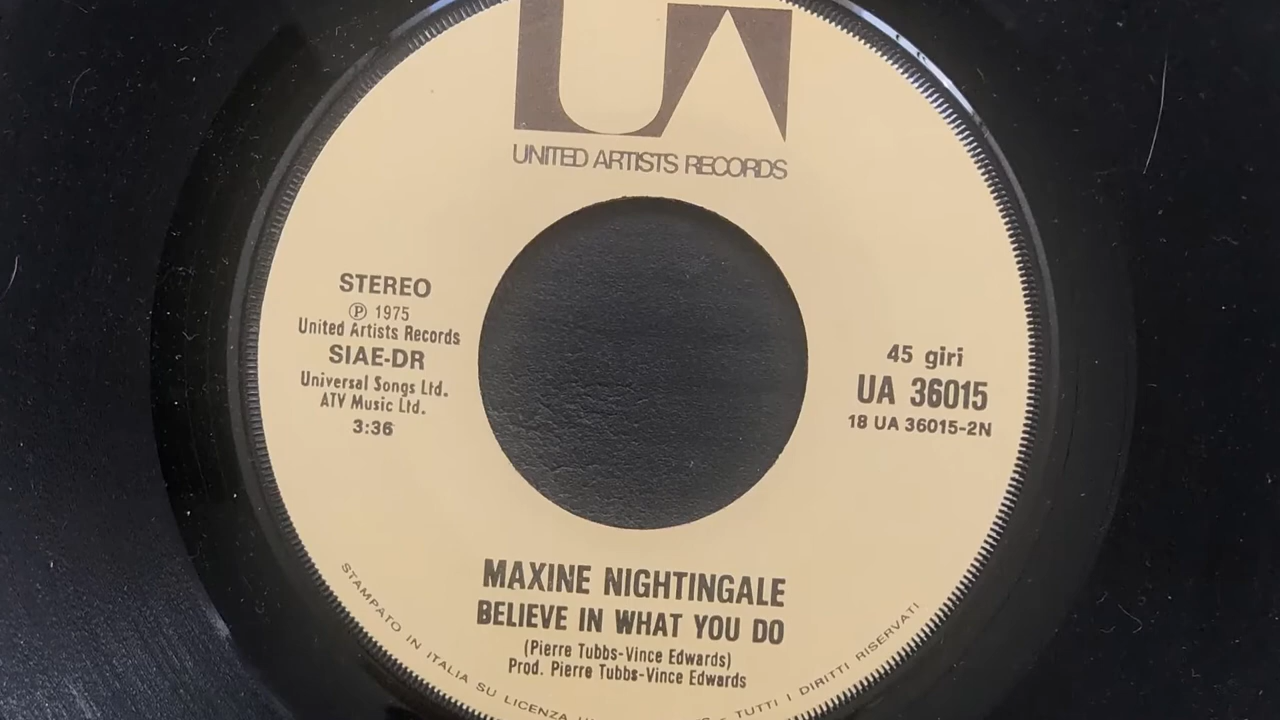 UA
UNITED ARTISTS RECORDS
STEREO
Ⓟ 1975
United Artists Records
SIAE-DR
Universal Songs Ltd.
ATV Music Ltd.
3:36
45 giri
UA 36015
18 UA 36015-2N
MAXINE NIGHTINGALE
BELIEVE IN WHAT YOU DO
(Pierre Tubbs-Vince Edwards)
Prod. Pierre Tubbs-Vince Edwards
STAMPATO IN ITALIA SU LICENZA - TUTTI I DIRITTI RISERVATI